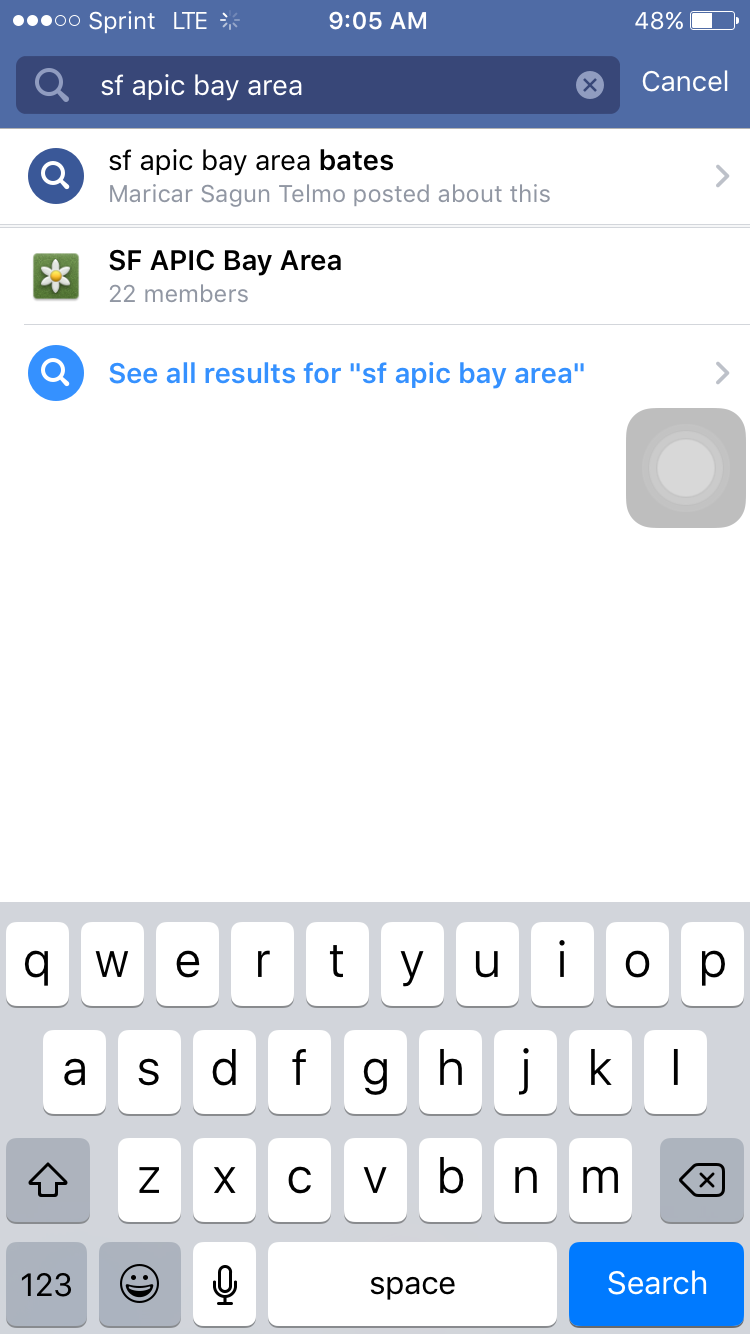 Sprint LTE 9:05 AM 48%
sf apic bay area Cancel
sf apic bay area bates
Maricar Sagun Telmo posted about this
SF APIC Bay Area
22 members
See all results for "sf apic bay area"
q w e r t y u i o p
a s d f g h j k l
z x c v b n m
123 space Search